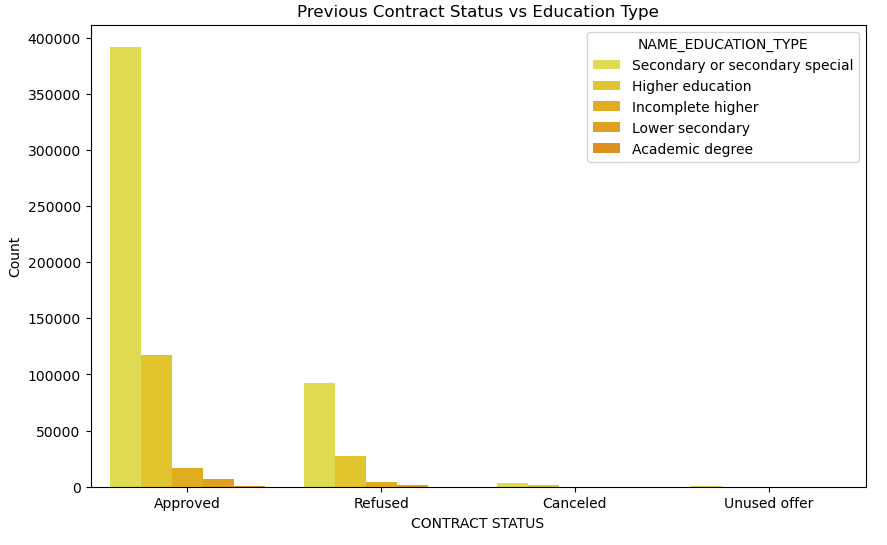 Previous Contract Status vs Education Type
NAME_EDUCATION_TYPE
Secondary or secondary special
Higher education
Incomplete higher
Lower secondary
Academic degree
400000
350000
300000
250000
200000
150000
100000
50000
0
Count
Approved
Refused
Canceled
Unused offer
CONTRACT STATUS